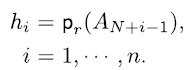 h_i = p_r(A_{N+i-1}),
i = 1, ⋯, n.